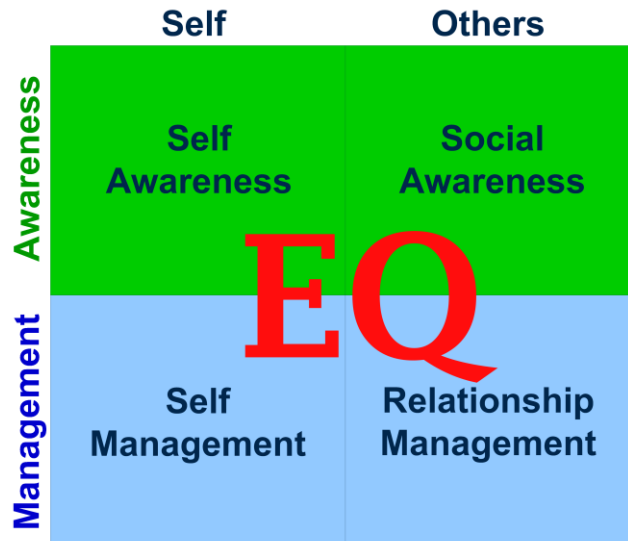 Self Others
Awareness
Self
Awareness
Social
Awareness
EQ
Management
Self
Management
Relationship
Management